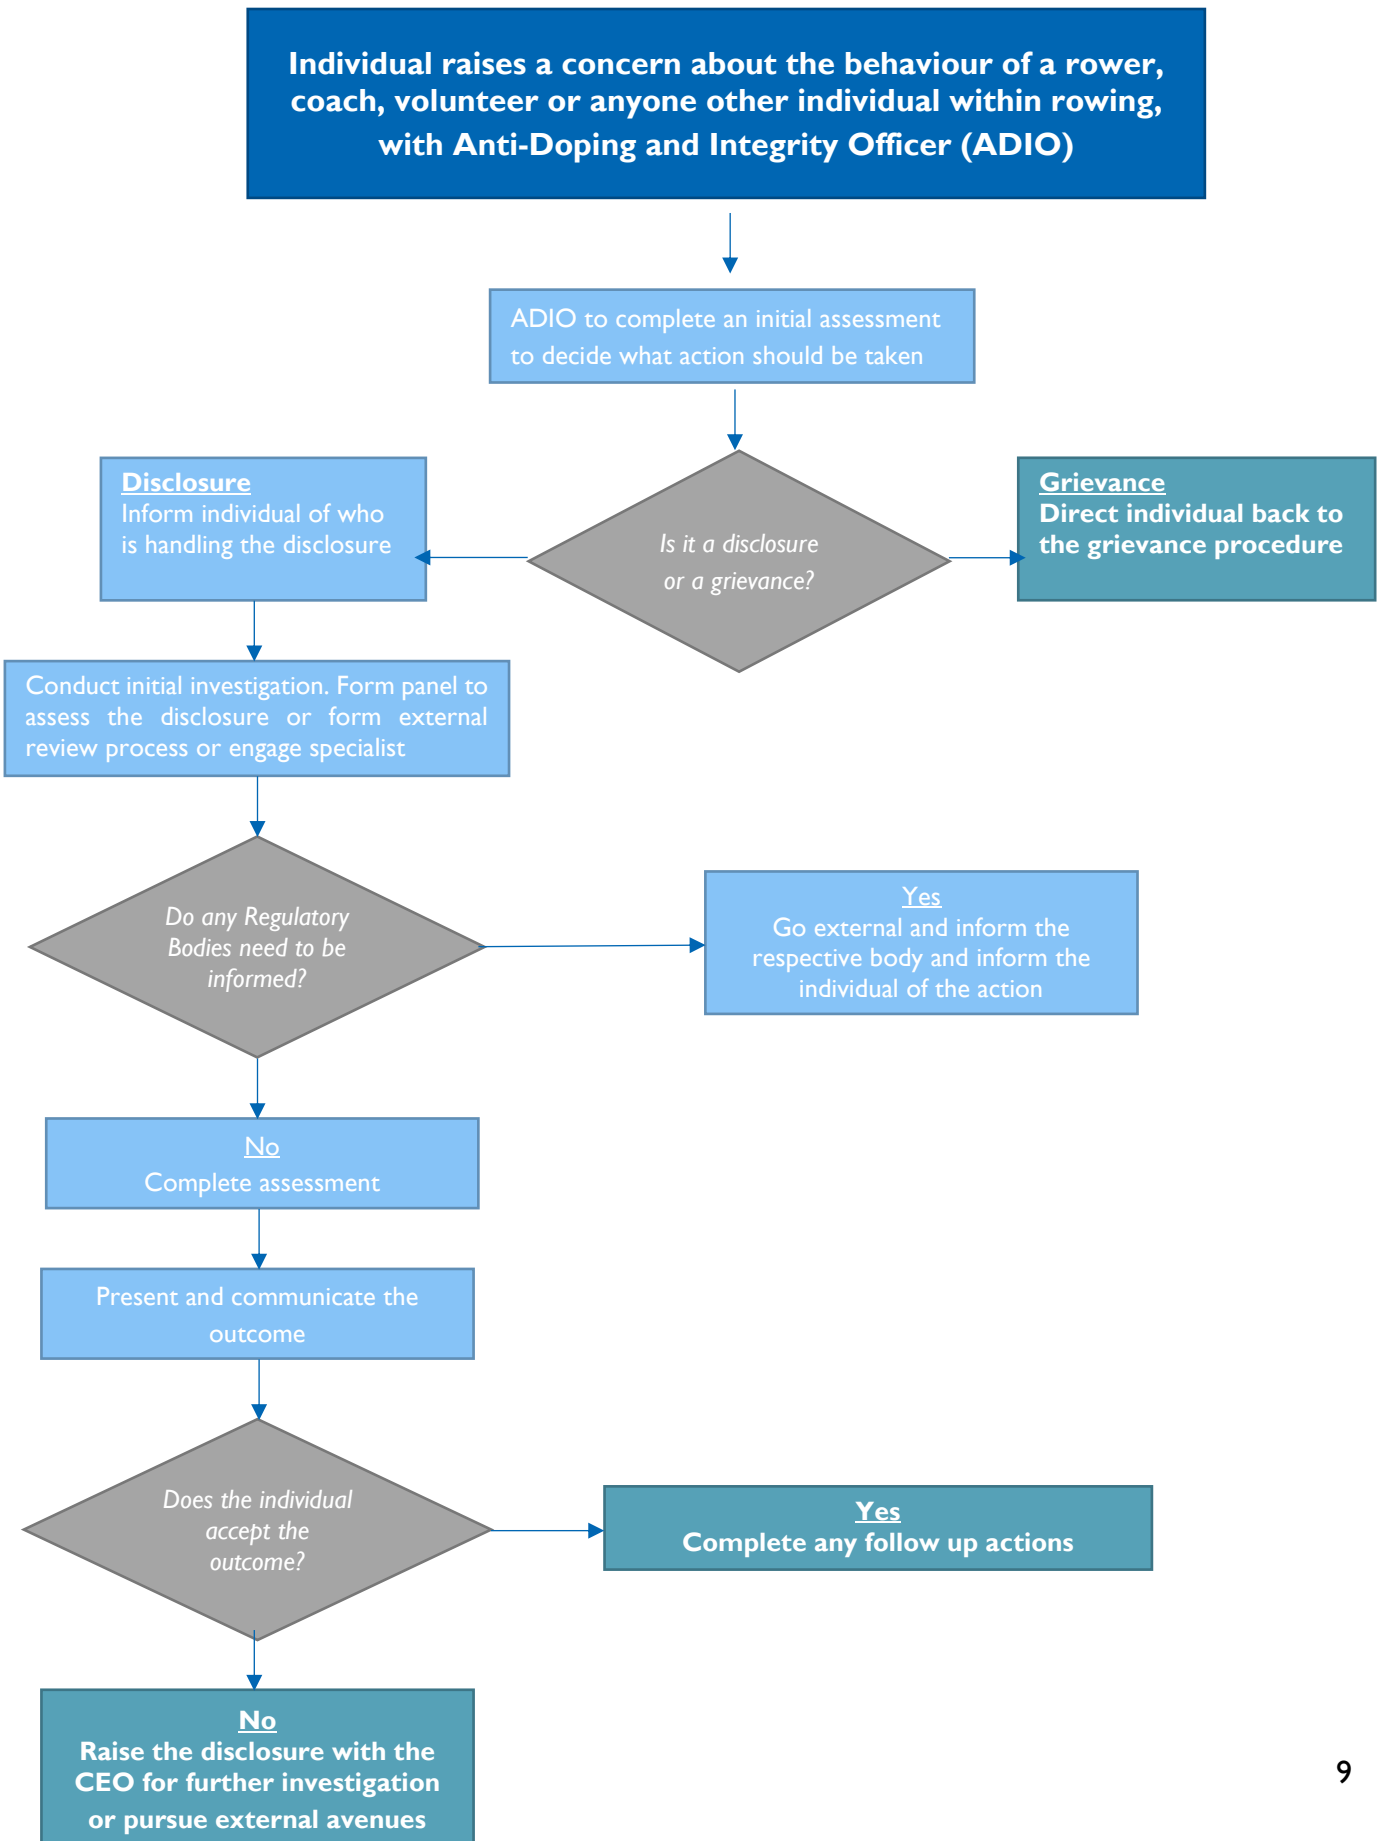 Individual raises a concern about the behaviour of a rower,
coach, volunteer or anyone other individual within rowing,
with Anti-Doping and Integrity Officer (ADIO)
ADIO to complete an initial assessment
to decide what action should be taken
Disclosure
Inform individual of who
is handling the disclosure
Is it a disclosure
or a grievance?
Grievance
Direct individual back to
the grievance procedure
Conduct initial investigation. Form panel to
assess the disclosure or form external
review process or engage specialist
Do any Regulatory
Bodies need to be
informed?
Yes
Go external and inform the
respective body and inform the
individual of the action
No
Complete assessment
Present and communicate the
outcome
Does the individual
accept the
outcome?
Yes
Complete any follow up actions
No
Raise the disclosure with the
CEO for further investigation
or pursue external avenues
9